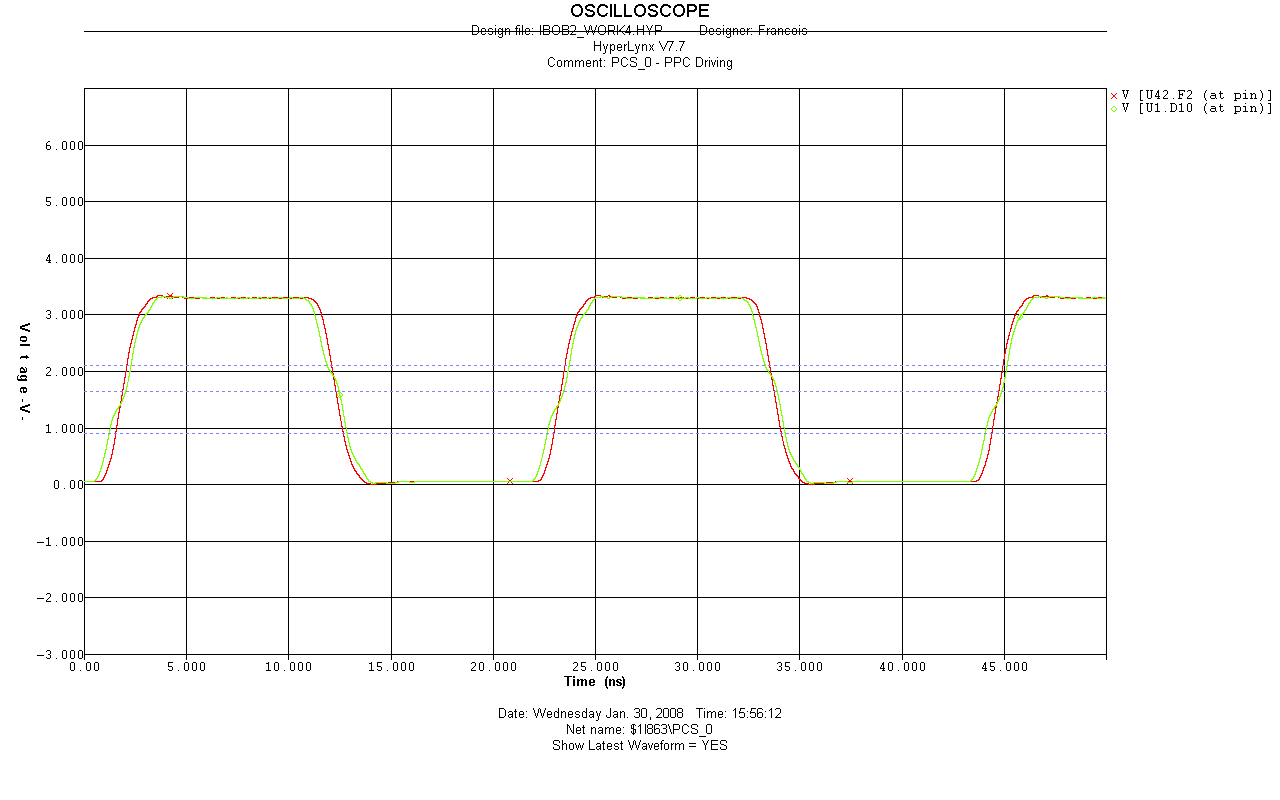 OSCILLOSCOPE
Design file: IBOB2_WORK4.HYP Designer: Francois
HyperLynx V7.7
Comment: PCS_0 - PPC Driving
V [U42.F2 (at pin)]
V [U1.D10 (at pin)]
6.000
5.000
4.000
3.000
2.000
1.000
0.00
-1.000
-2.000
-3.000
Voltage -V-
0.00 5.000 10.000 15.000 20.000 25.000 30.000 35.000 40.000 45.000
Time (ns)
Date: Wednesday Jan. 30, 2008 Time: 15:56:12
Net name: $1I863\PCS_0
Show Latest Waveform = YES